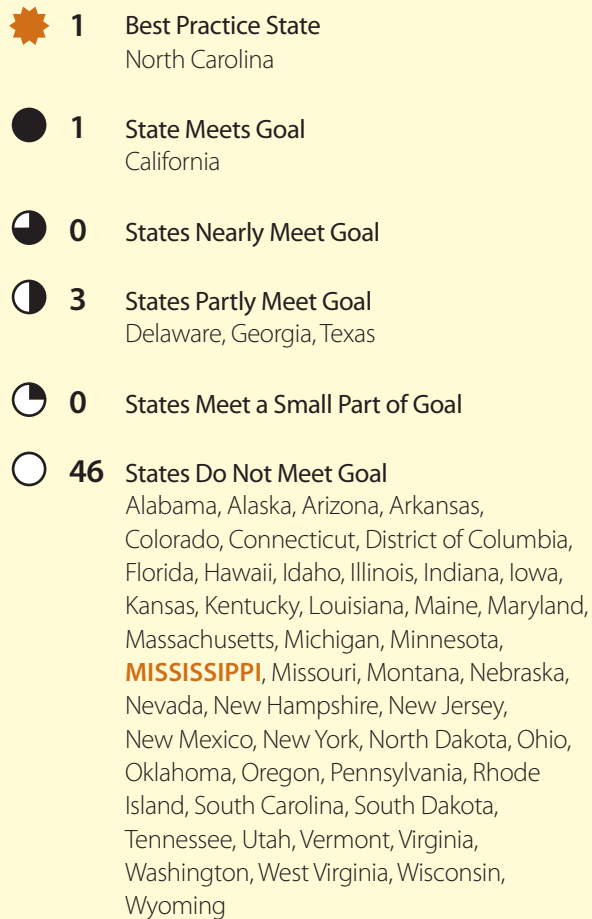 1 Best Practice State
North Carolina
1 State Meets Goal
California
0 States Nearly Meet Goal
3 States Partly Meet Goal
Delaware, Georgia, Texas
0 States Meet a Small Part of Goal
46 States Do Not Meet Goal
Alabama, Alaska, Arizona, Arkansas,
Colorado, Connecticut, District of Columbia,
Florida, Hawaii, Idaho, Illinois, Indiana, Iowa,
Kansas, Kentucky, Louisiana, Maine, Maryland,
Massachusetts, Michigan, Minnesota,
MISSISSIPPI, Missouri, Montana, Nebraska,
Nevada, New Hampshire, New Jersey,
New Mexico, New York, North Dakota, Ohio,
Oklahoma, Oregon, Pennsylvania, Rhode
Island, South Carolina, South Dakota,
Tennessee, Utah, Vermont, Virginia,
Washington, West Virginia, Wisconsin,
Wyoming